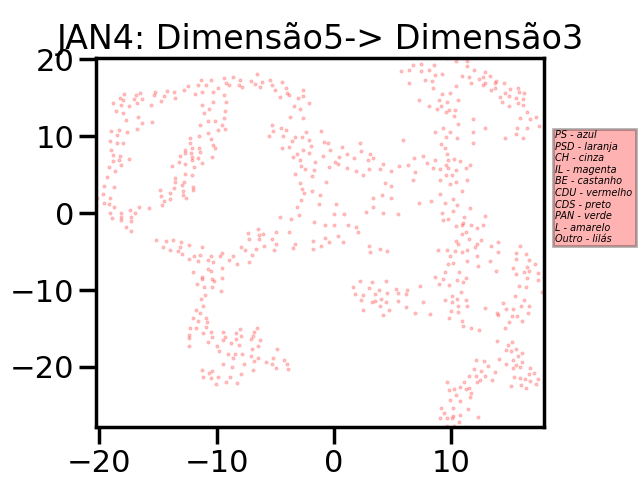 JAN4: Dimensão5-> Dimensão3
20
10
0
−10
−20
−20
−10
0
10
PS - azul
PSD - laranja
CH - cinza
IL - magenta
BE - castanho
CDU - vermelho
CDS - preto
PAN - verde
L - amarelo
Outro - lilás